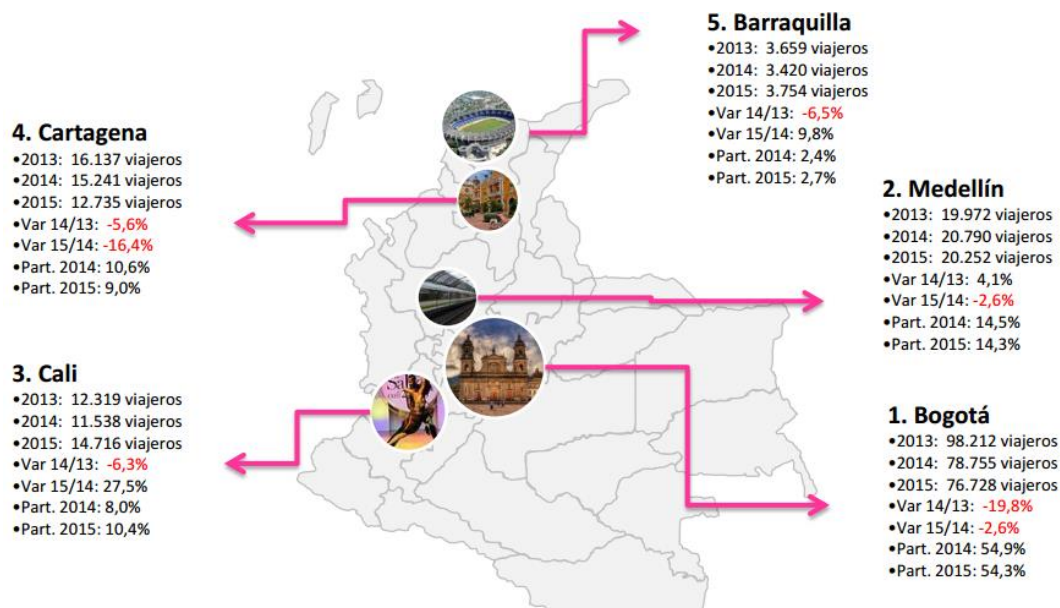 5. Barraquilla
•2013: 3.659 viajeros
•2014: 3.420 viajeros
•2015: 3.754 viajeros
•Var 14/13: -6,5%
•Var 15/14: 9,8%
•Part. 2014: 2,4%
•Part. 2015: 2,7%
4. Cartagena
•2013: 16.137 viajeros
•2014: 15.241 viajeros
•2015: 12.735 viajeros
•Var 14/13: -5,6%
•Var 15/14: -16,4%
•Part. 2014: 10,6%
•Part. 2015: 9,0%
2. Medellín
•2013: 19.972 viajeros
•2014: 20.790 viajeros
•2015: 20.252 viajeros
•Var 14/13: 4,1%
•Var 15/14: -2,6%
•Part. 2014: 14,5%
•Part. 2015: 14,3%
3. Cali
•2013: 12.319 viajeros
•2014: 11.538 viajeros
•2015: 14.716 viajeros
•Var 14/13: -6,3%
•Var 15/14: 27,5%
•Part. 2014: 8,0%
•Part. 2015: 10,4%
1. Bogotá
•2013: 98.212 viajeros
•2014: 78.755 viajeros
•2015: 76.728 viajeros
•Var 14/13: -19,8%
•Var 15/14: -2,6%
•Part. 2014: 54,9%
•Part. 2015: 54,3%